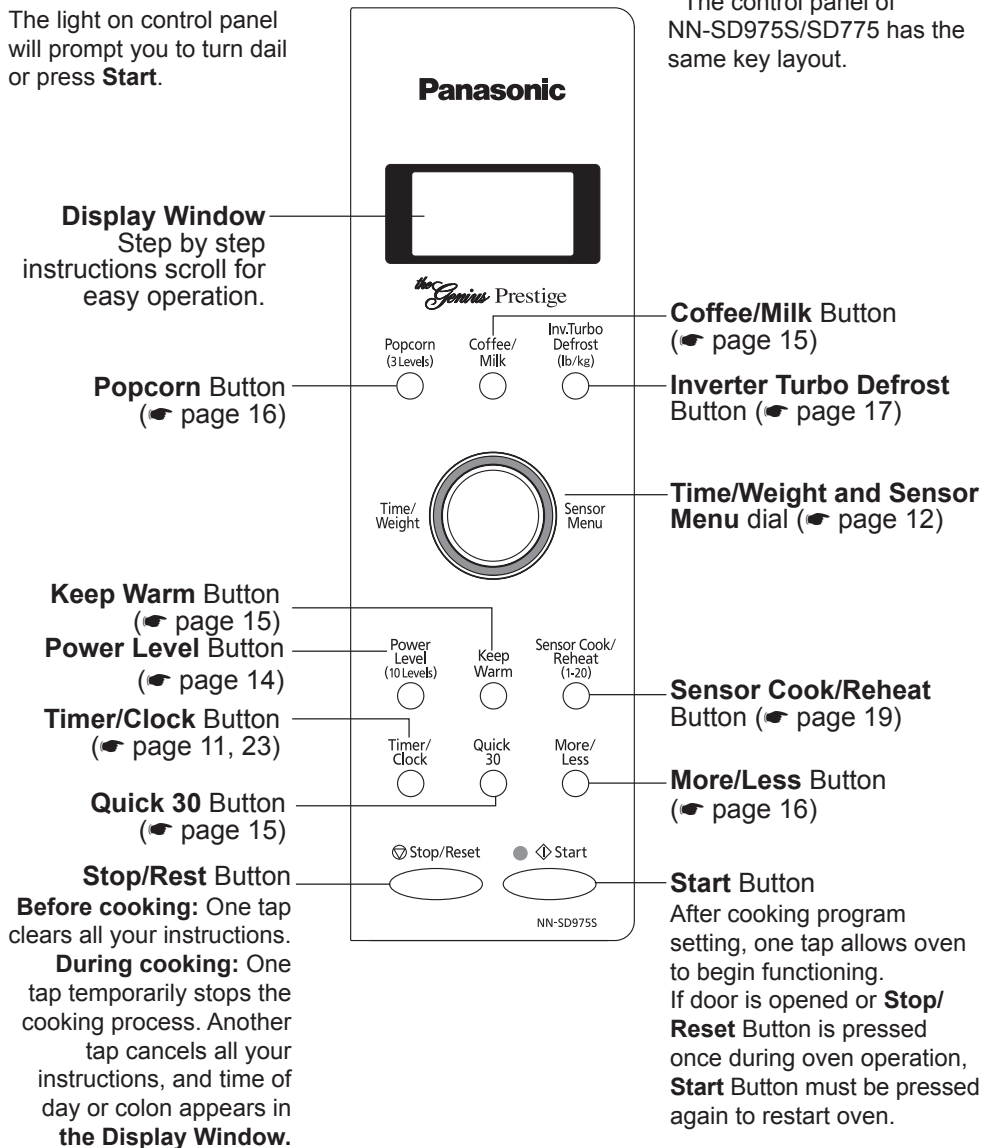 The light on control panel
will prompt you to turn dail
or press Start.
The control panel of
NN-SD975S/SD775 has the
same key layout.
Panasonic
Display Window
Step by step
instructions scroll for
easy operation.
the Genius Prestige
Popcorn
(3 Levels)
Coffee/
Milk
Inv.Turbo
Defrost
(lb/kg)
Coffee/Milk Button
(☛ page 15)
Popcorn Button
(☛ page 16)
Inverter Turbo Defrost
Button (☛ page 17)
Time/
Weight
Sensor
Menu
Time/Weight and Sensor
Menu dial (☛ page 12)
Keep Warm Button
(☛ page 15)
Power Level Button
(☛ page 14)
Timer/Clock Button
(☛ page 11, 23)
Quick 30 Button
(☛ page 15)
Power
Level
(10 Levels)
Keep
Warm
Sensor Cook/
Reheat
(1-20)
Timer/
Clock
Quick
30
More/
Less
Sensor Cook/Reheat
Button (☛ page 19)
More/Less Button
(☛ page 16)
Stop/Reset
Start
NN-SD975S
Stop/Rest Button
Before cooking: One tap
clears all your instructions.
During cooking: One
tap temporarily stops the
cooking process. Another
tap cancels all your
instructions, and time of
day or colon appears in
the Display Window.
Start Button
After cooking program
setting, one tap allows oven
to begin functioning.
If door is opened or Stop/
Reset Button is pressed
once during oven operation,
Start Button must be pressed
again to restart oven.